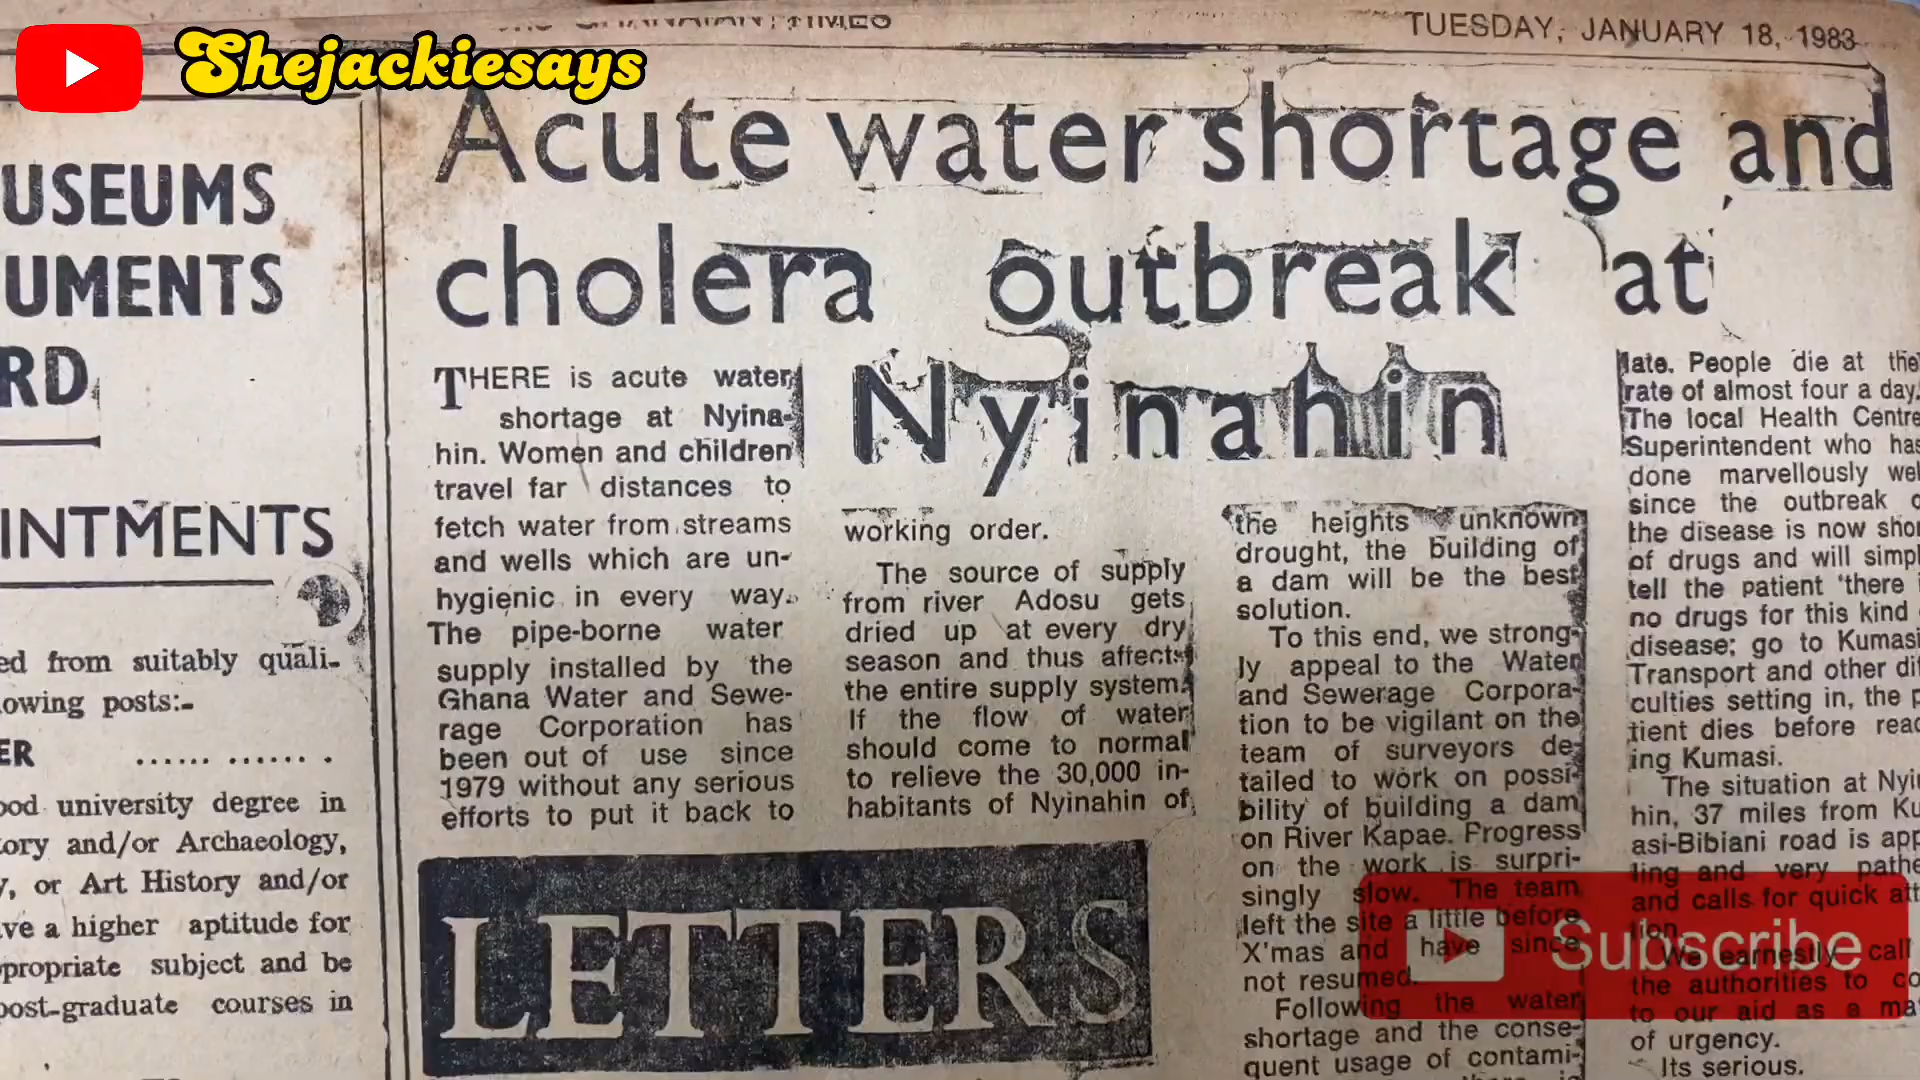 THE GHANAIAN TIMES
TUESDAY, JANUARY 18, 1983
Shejackiesays
USEUMS
UMENTS
RD
INTMENTS
ed from suitably quali-
owing posts:-
ER ...... ...... .
ood university degree in
ory and/or Archaeology,
, or Art History and/or
ve a higher aptitude for
propriate subject and be
post-graduate courses in
Acute water shortage and
cholera outbreak at
Nyinahin
THERE is acute water
shortage at Nyina-
hin. Women and children
travel far distances to
fetch water from streams
and wells which are un-
hygienic in every way.
The pipe-borne water
supply installed by the
Ghana Water and Sewe-
rage Corporation has
been out of use since
1979 without any serious
efforts to put it back to
working order.
The source of supply
from river Adosu gets
dried up at every dry
season and thus affects
the entire supply system.
If the flow of water
should come to normal
to relieve the 30,000 in-
habitants of Nyinahin of
LETTERS
the heights unknown
drought, the building of
a dam will be the best
solution.
To this end, we strong-
ly appeal to the Water
and Sewerage Corpora-
tion to be vigilant on the
team of surveyors de-
tailed to work on possi-
bility of building a dam
on River Kapae. Progress
on the work is surpri-
singly slow. The team
left the site a little before
X'mas and have since
not resumed.
Following the water
shortage and the conse-
quent usage of contami-
late. People die at the
rate of almost four a day.
The local Health Centre
Superintendent who has
done marvellously wel
since the outbreak o
the disease is now shor
of drugs and will simpl
tell the patient 'there i
no drugs for this kind
disease; go to Kumasi
Transport and other dif
culties setting in, the p
tient dies before reac
ing Kumasi.
The situation at Nyin
hin, 37 miles from Ku
asi-Bibiani road is app
ling and very pathe
and calls for quick att
tion.
We earnestly call
the authorities to co
to our aid as a ma
of urgency.
Its serious.
Subscribe